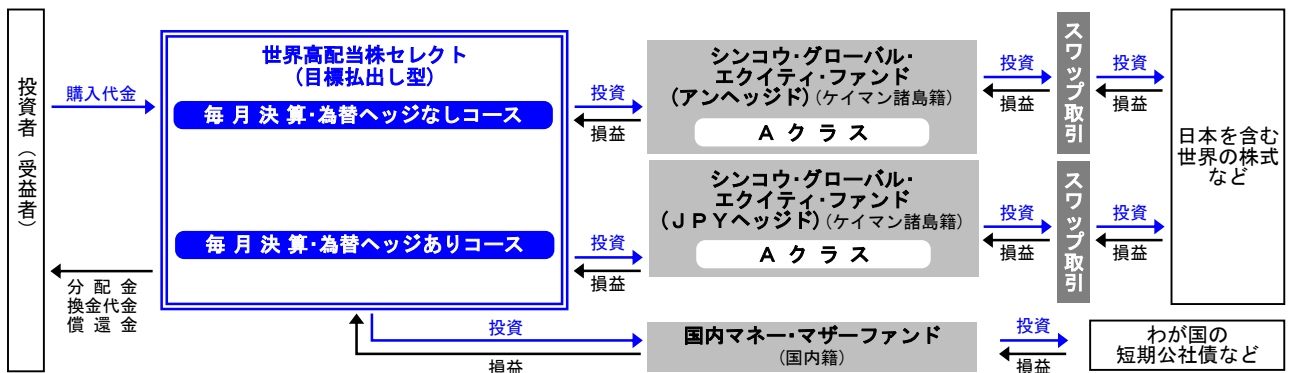 投資者（受益者）
購入代金
分配金
換金代金
償還金
世界高配当株セレクト
（目標払出し型）
毎月決算・為替ヘッジなしコース
毎月決算・為替ヘッジありコース
投資
損益
シンコウ・グローバル・
エクイティ・ファンド
（アンヘッジド）（ケイマン諸島籍）
Ａクラス
投資
損益
スワップ取引
投資
損益
投資
損益
シンコウ・グローバル・
エクイティ・ファンド
（ＪＰＹヘッジド）（ケイマン諸島籍）
Ａクラス
投資
損益
スワップ取引
投資
損益
日本を含む
世界の株式
など
投資
損益
国内マネー・マザーファンド
（国内籍）
投資
損益
わが国の
短期公社債など